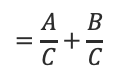 = A/C + B/C